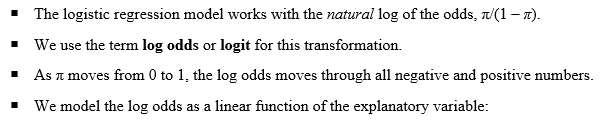 ▪ The logistic regression model works with the natural log of the odds, π/(1 – π).
▪ We use the term log odds or logit for this transformation.
▪ As π moves from 0 to 1, the log odds moves through all negative and positive numbers.
▪ We model the log odds as a linear function of the explanatory variable: